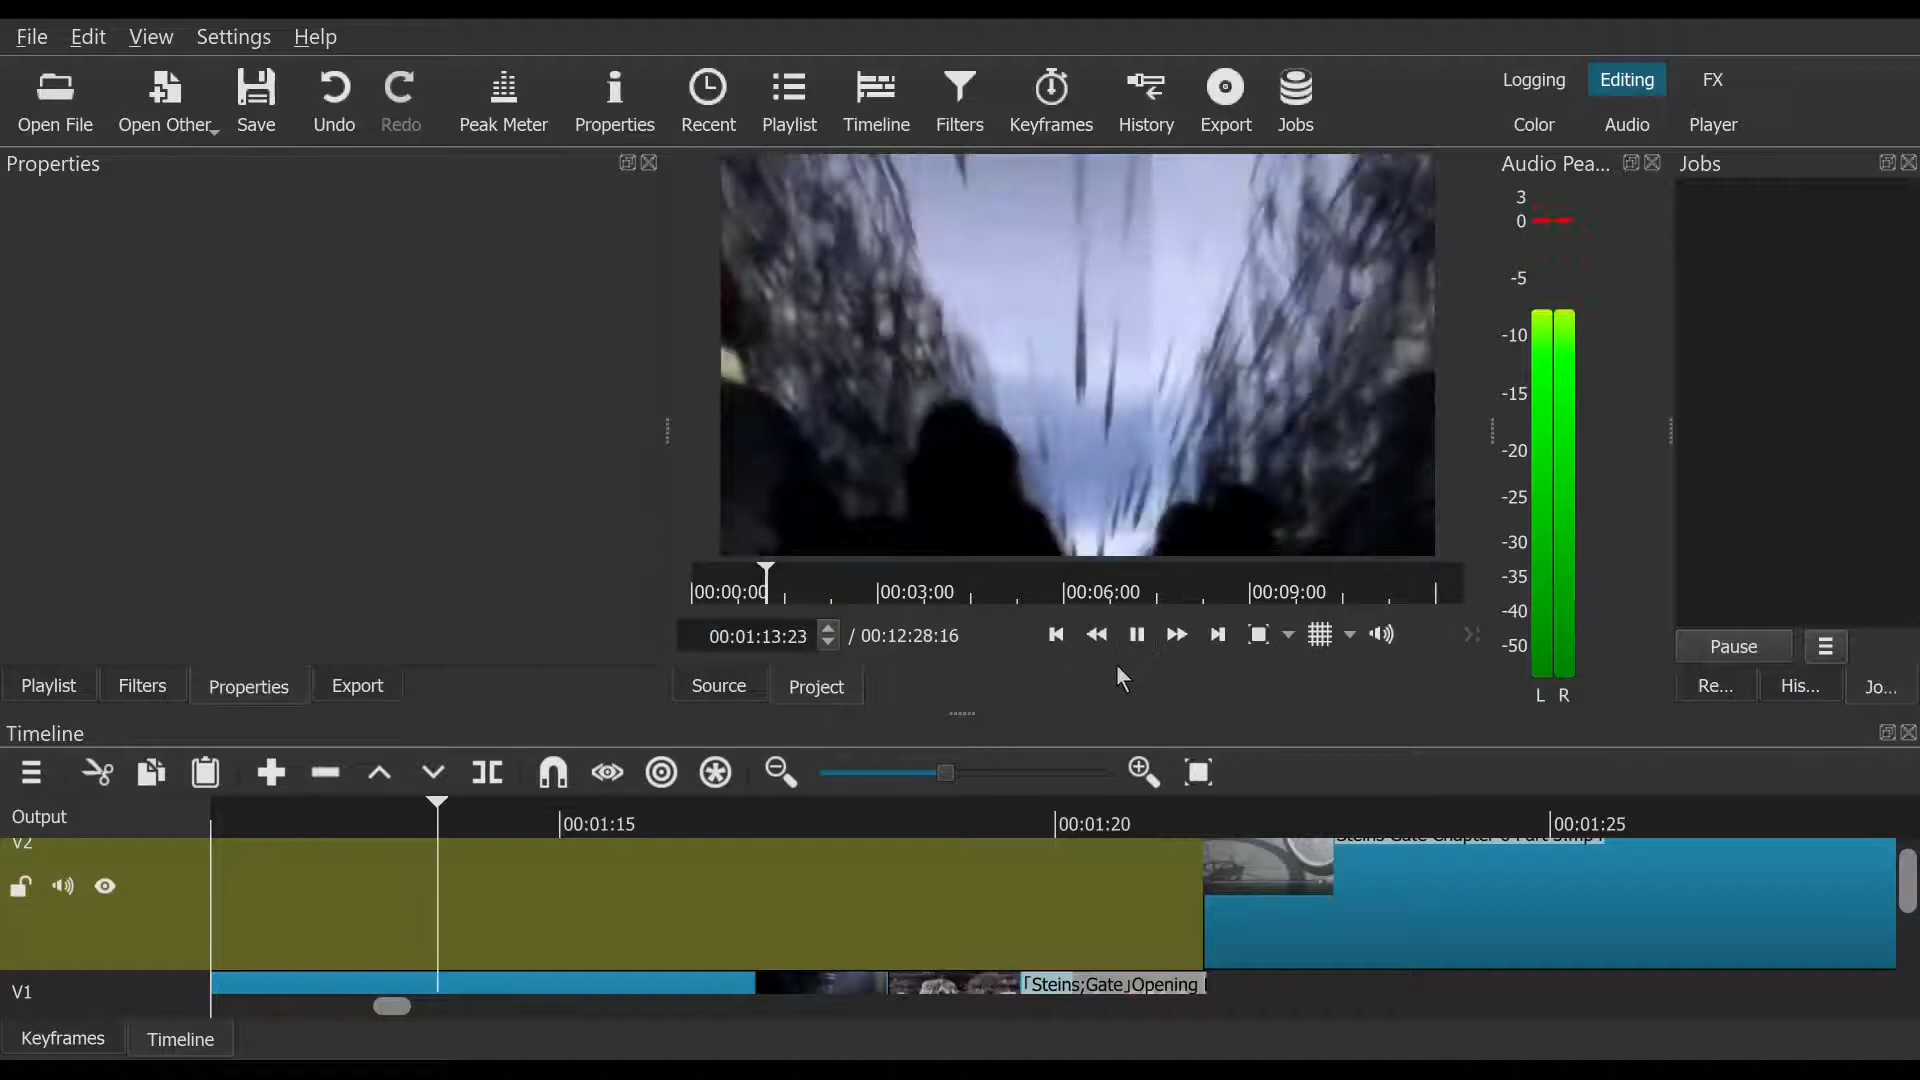 File Edit View Settings Help
Open File Open Other Save Undo Redo Peak Meter Properties Recent Playlist Timeline Filters Keyframes History Export Jobs
Logging Editing FX
Color Audio Player
Properties
Audio Pea...
Jobs
3
0
-5
-10
-15
-20
-25
-30
-35
-40
-50
L R
00:00:00 00:03:00 00:06:00 00:09:00
00:01:13:23 / 00:12:28:16
Pause
Playlist Filters Properties Export
Source Project
Re... His... Jo...
Timeline
Output
00:01:15 00:01:20 00:01:25
V2
V1
「Steins;Gate」Opening
Keyframes Timeline